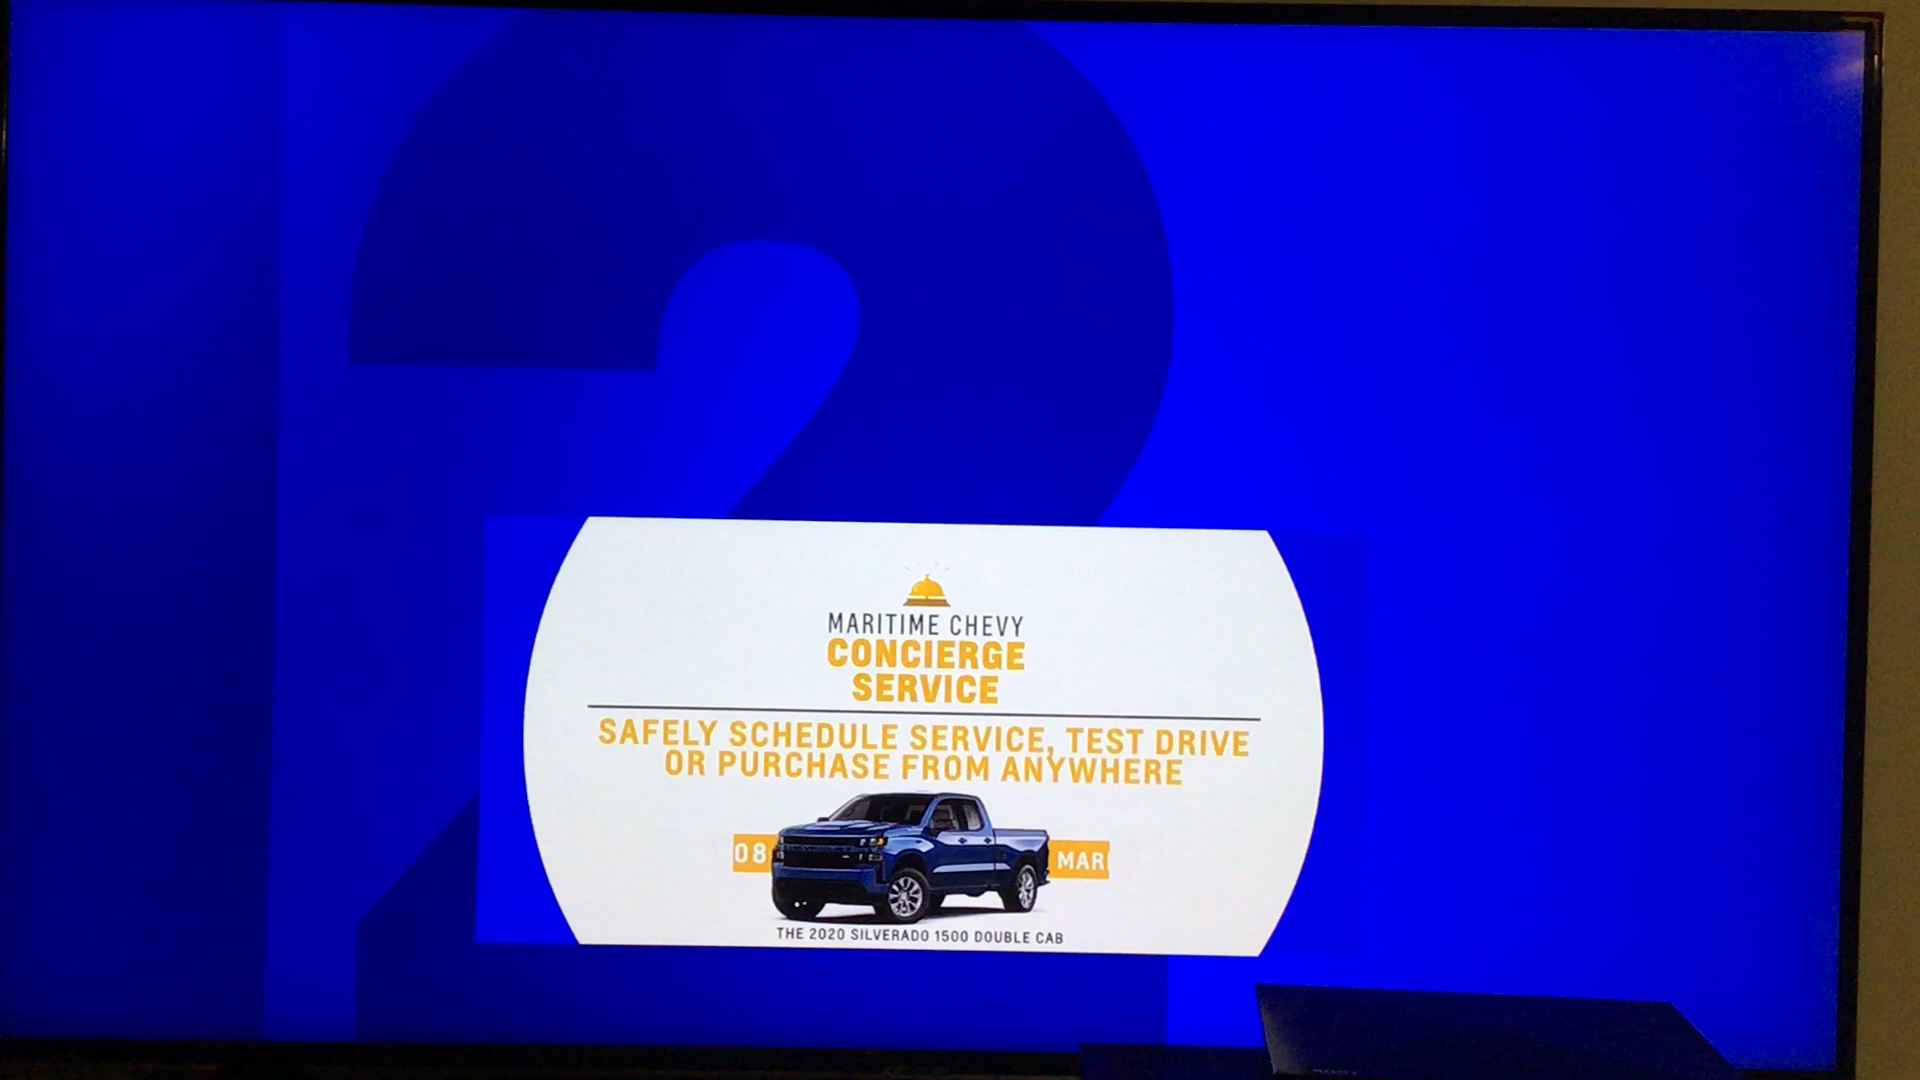 2
MARITIME CHEVY
CONCIERGE
SERVICE
SAFELY SCHEDULE SERVICE, TEST DRIVE
OR PURCHASE FROM ANYWHERE
08 MAR
THE 2020 SILVERADO 1500 DOUBLE CAB